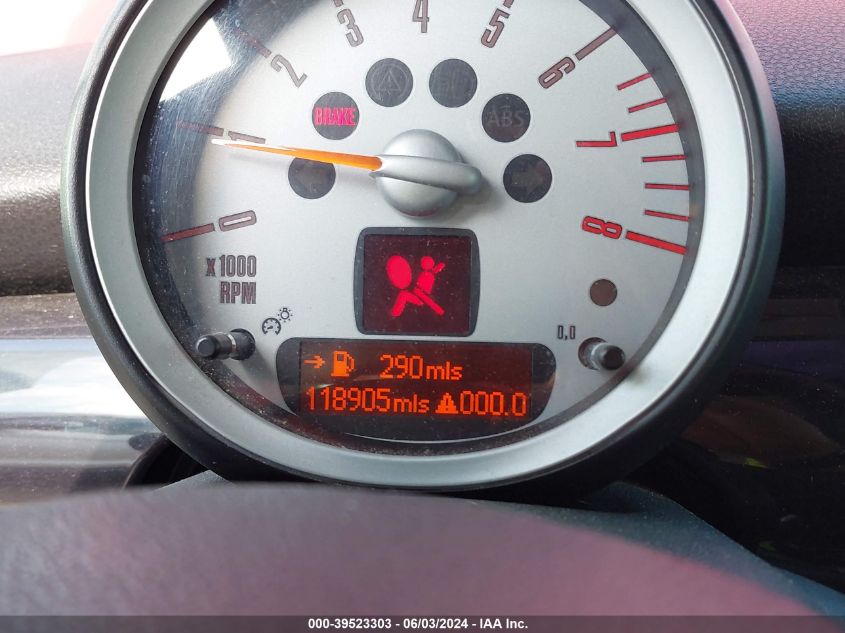 3 4 5
2 6
BRAKE ABS
1 7
0 8
x1000
RPM
0,0
290mls
118905mls 000.0
000-39523303 - 06/03/2024 - IAA Inc.